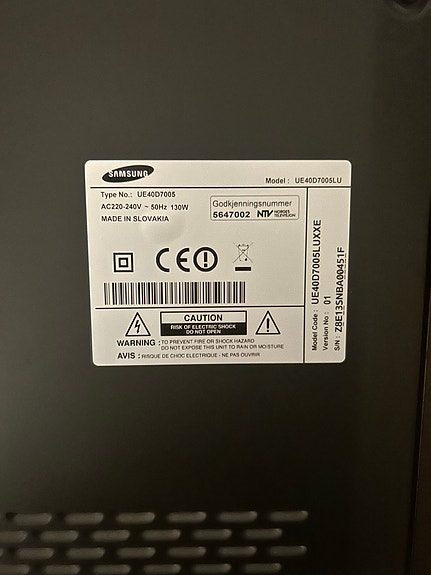 SAMSUNG
Model : UE40D7005LU
Type No.: UE40D7005
AC220-240V ~ 50Hz 130W
MADE IN SLOVAKIA
Godkjenningsnummer
5647002 NTV NORGES TELEVISJON
CE
CAUTION
RISK OF ELECTRIC SHOCK
DO NOT OPEN
WARNING : TO PREVENT FIRE OR SHOCK HAZARD
DO NOT EXPOSE THIS UNIT TO RAIN OR MOISTURE
AVIS : RISQUE DE CHOC ELECTRIQUE - NE PAS OUVRIR
Model Code : UE40D7005LUXXE
Version No : 01
S/N : Z8E13SNBA00451F